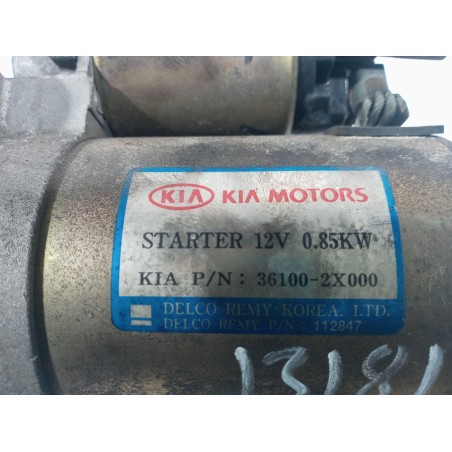 KIA KIA MOTORS
STARTER 12V 0.85KW
KIA P/N: 36100-2X000
DELCO REMY KOREA. LTD.
DELCO REMY P/N : 112847
13181